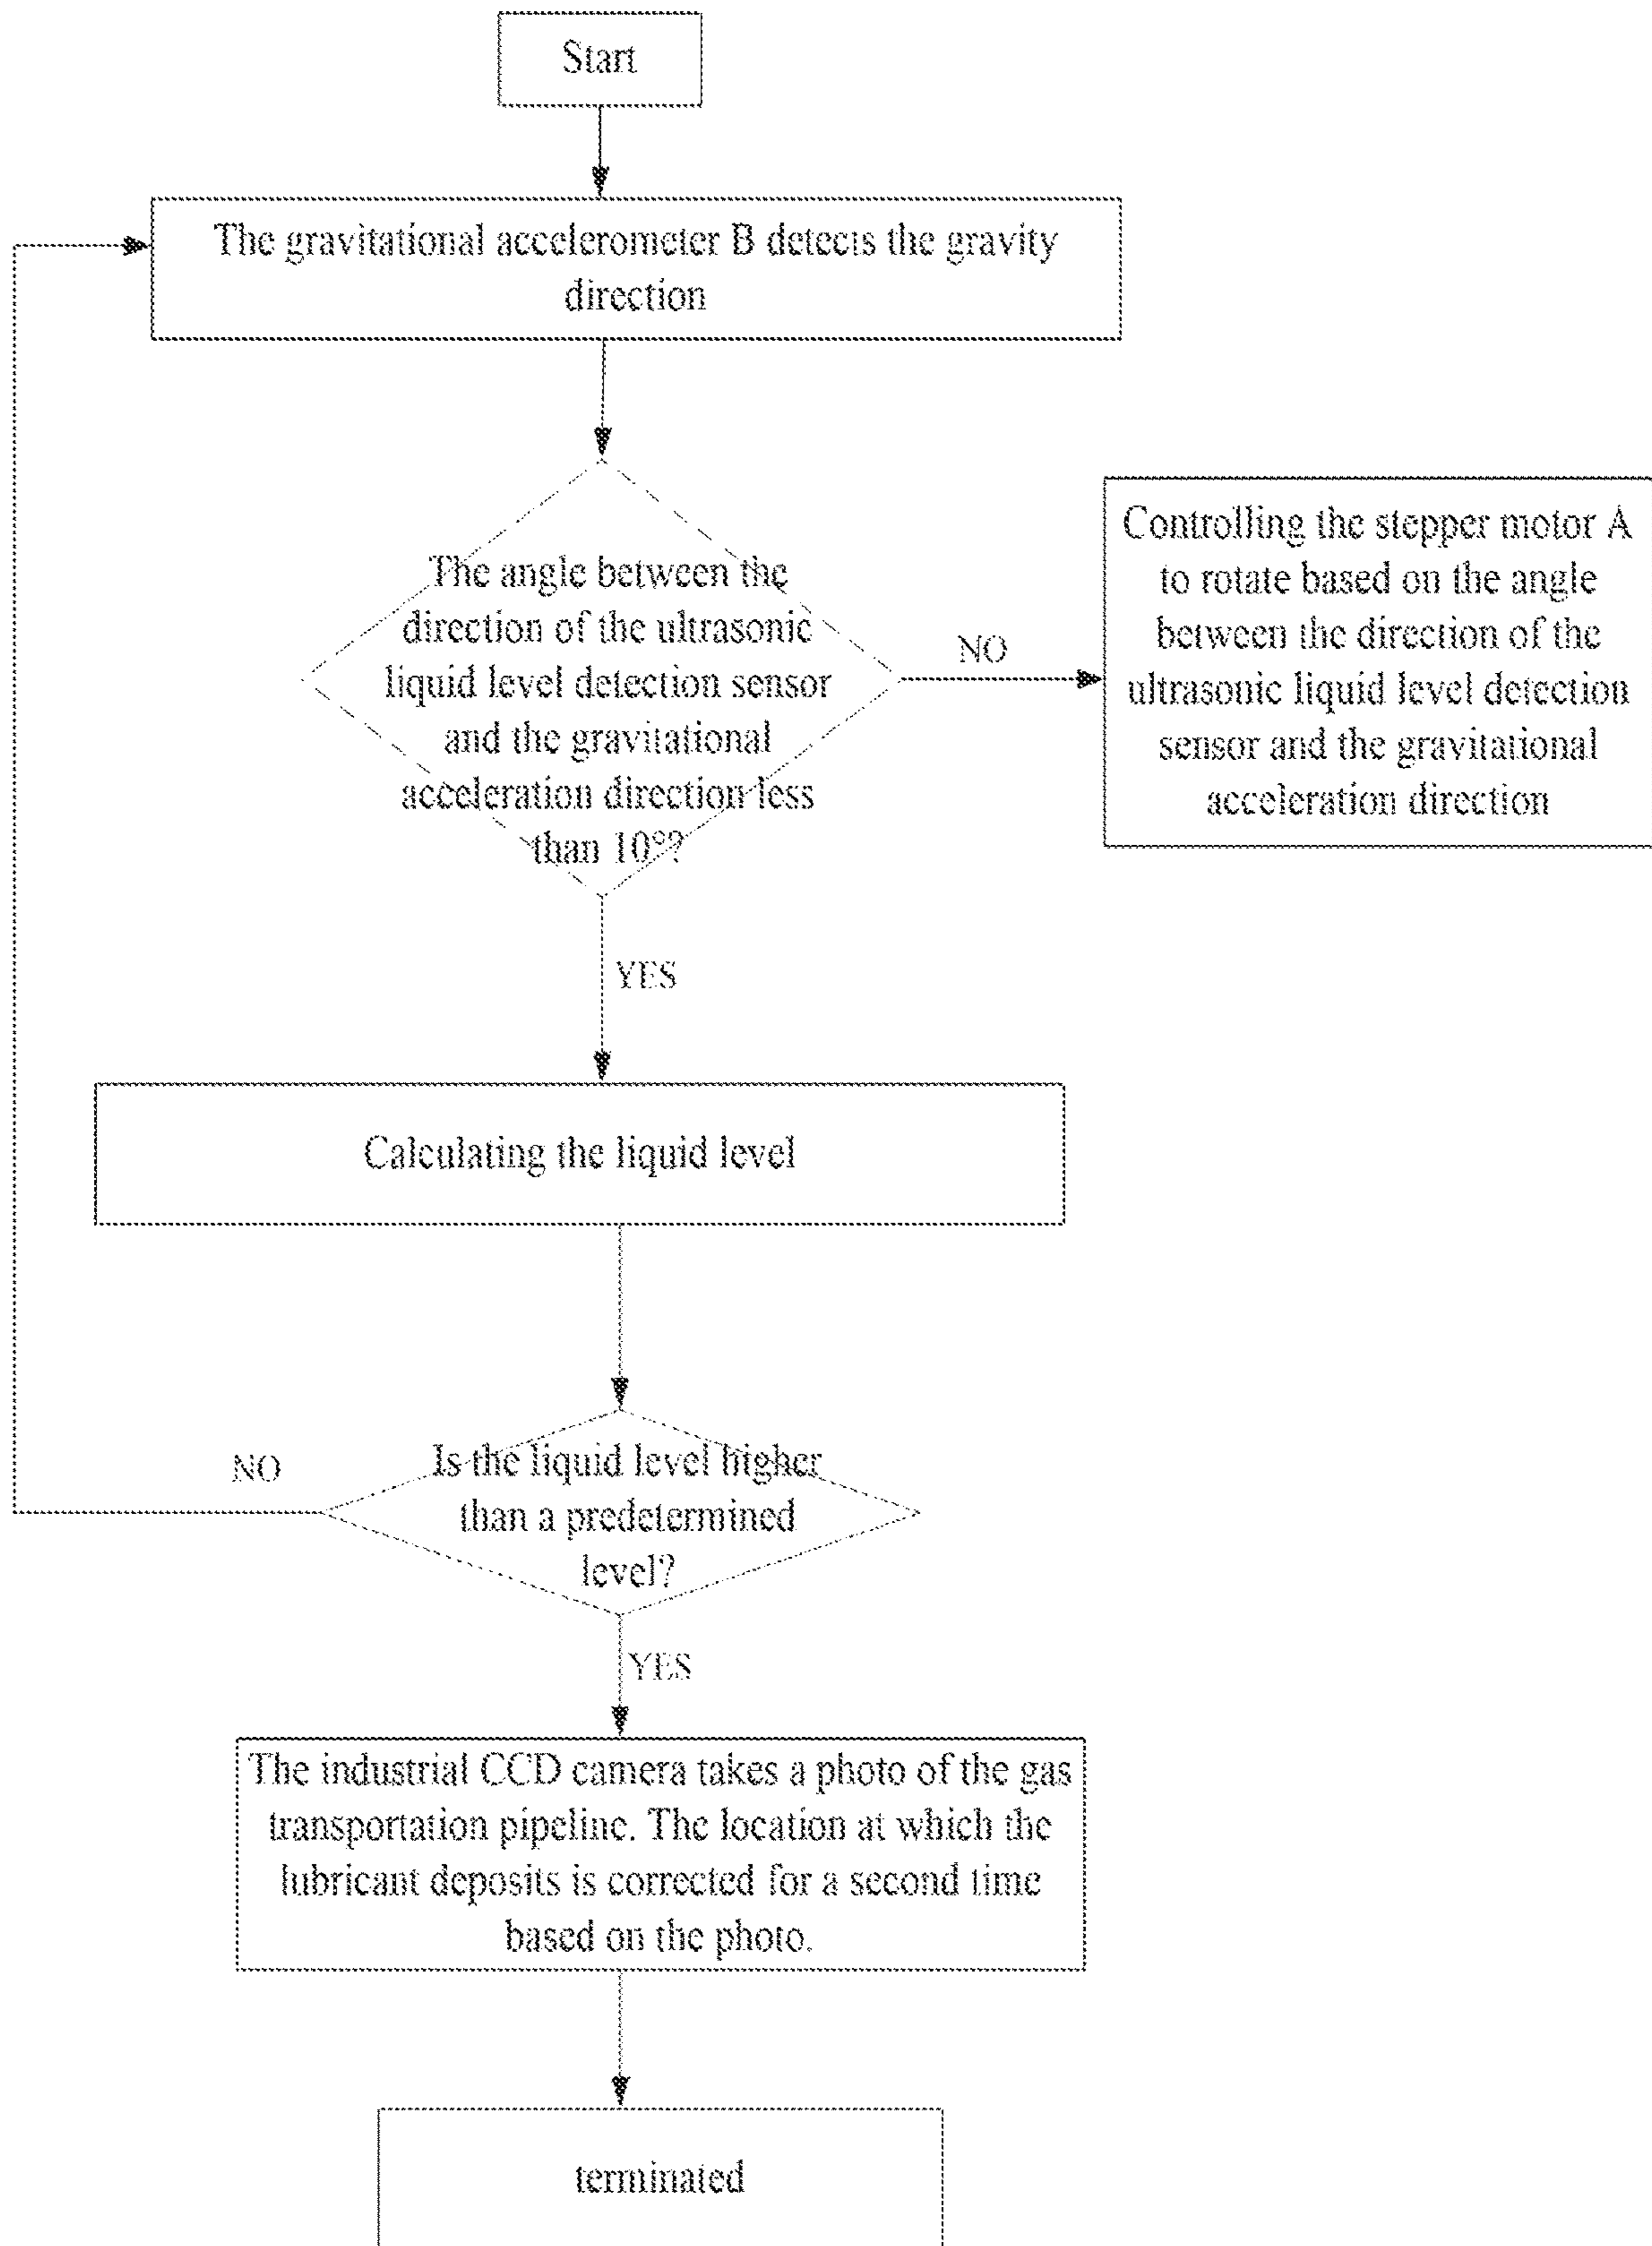 Start
The gravitational accelerometer B detects the gravity
direction
The angle between the
direction of the ultrasonic
liquid level detection sensor
and the gravitational
acceleration direction less
than 10°?
NO
Controlling the stepper motor A
to rotate based on the angle
between the direction of the
ultrasonic liquid level detection
sensor and the gravitational
acceleration direction
YES
Calculating the liquid level
NO
Is the liquid level higher
than a predetermined
level?
YES
The industrial CCD camera takes a photo of the gas
transportation pipeline. The location at which the
lubricant deposits is corrected for a second time
based on the photo.
terminated